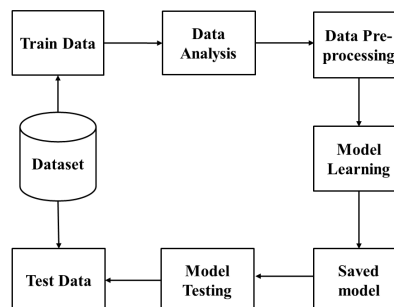 Train Data
Data
Analysis
Data Pre-
processing
Dataset
Model
Learning
Test Data
Model
Testing
Saved
model